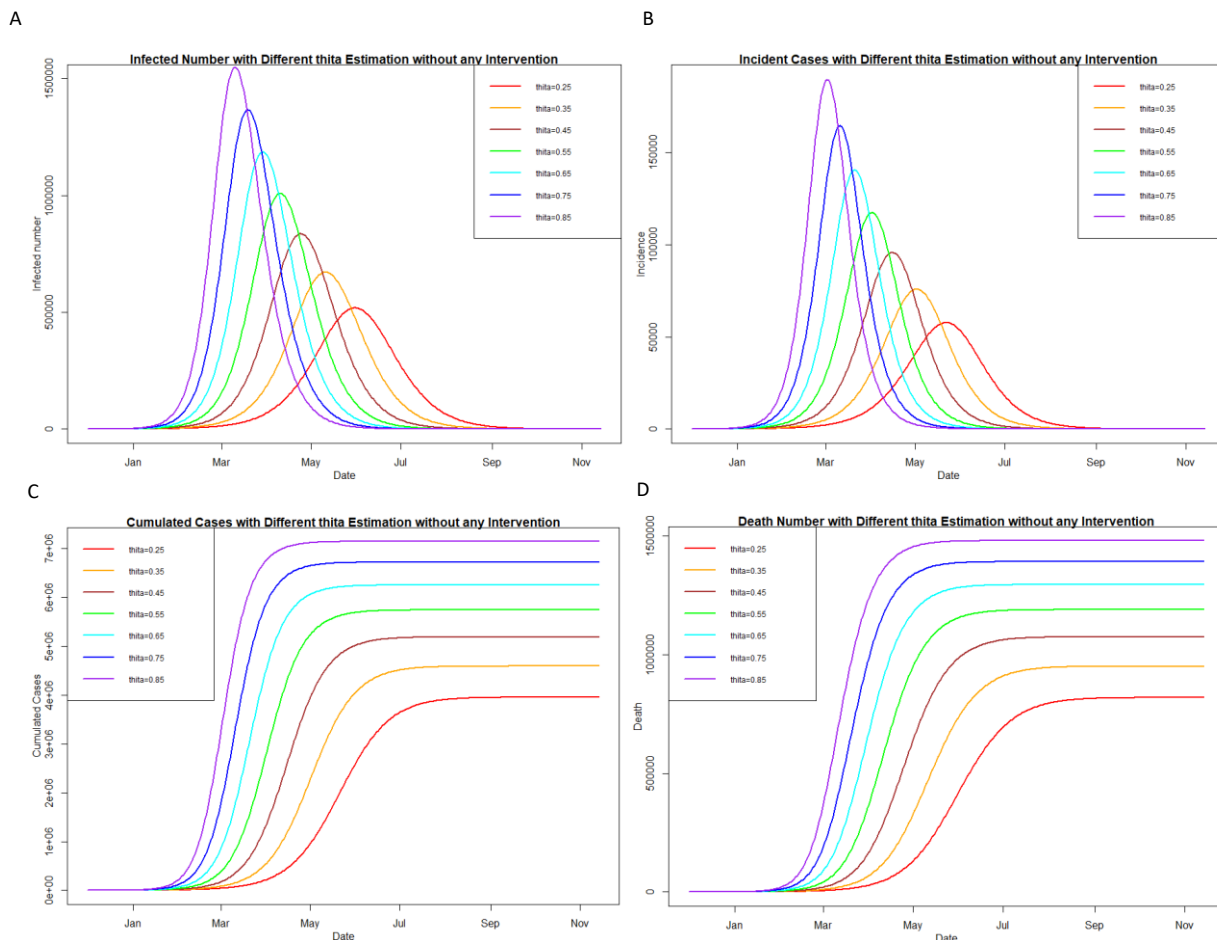 A
Infected Number with Different thita Estimation without any Intervention
Infected number
1500000
1000000
500000
0
Jan Mar May Jul Sep Nov
Date
thita=0.25
thita=0.35
thita=0.45
thita=0.55
thita=0.65
thita=0.75
thita=0.85
B
Incident Cases with Different thita Estimation without any Intervention
Incidence
150000
100000
50000
0
Jan Mar May Jul Sep Nov
Date
thita=0.25
thita=0.35
thita=0.45
thita=0.55
thita=0.65
thita=0.75
thita=0.85
C
Cumulated Cases with Different thita Estimation without any Intervention
Cumulated Cases
7e+06
6e+06
5e+06
4e+06
3e+06
2e+06
1e+06
0e+00
Jan Mar May Jul Sep Nov
Date
thita=0.25
thita=0.35
thita=0.45
thita=0.55
thita=0.65
thita=0.75
thita=0.85
D
Death Number with Different thita Estimation without any Intervention
Death
1500000
1000000
500000
0
Jan Mar May Jul Sep Nov
Date
thita=0.25
thita=0.35
thita=0.45
thita=0.55
thita=0.65
thita=0.75
thita=0.85